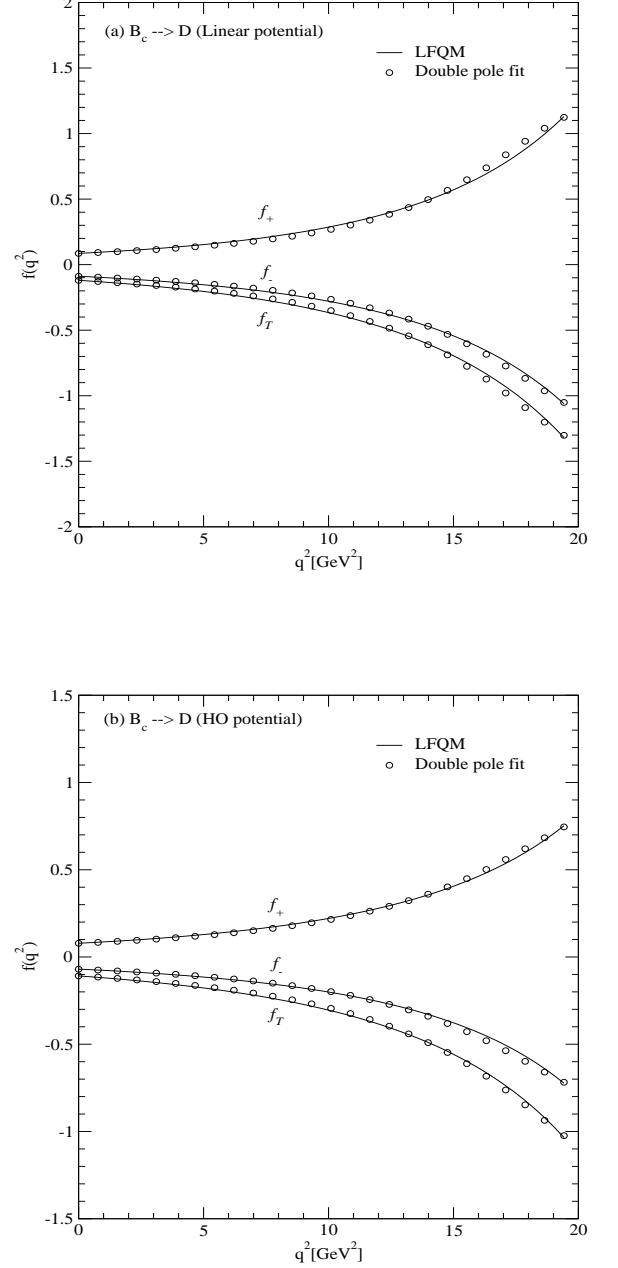 2
(a) B_c --> D (Linear potential)
LFQM
Double pole fit
1.5
1
0.5
f_+
0
f_-
f_T
-0.5
-1
-1.5
-2
f(q^2)
0 5 10 15 20
q^2[GeV^2]
1.5
(b) B_c --> D (HO potential)
LFQM
Double pole fit
1
0.5
f_+
0
f_-
f_T
-0.5
-1
-1.5
f(q^2)
0 5 10 15 20
q^2[GeV^2]